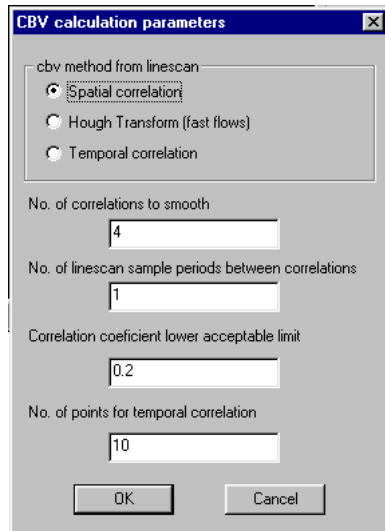 CBV calculation parameters
cbv method from linescan
Spatial correlation
Hough Transform (fast flows)
Temporal correlation
No. of correlations to smooth
4
No. of linescan sample periods between correlations
1
Correlation coeficient lower acceptable limit
0.2
No. of points for temporal correlation
10
OK Cancel